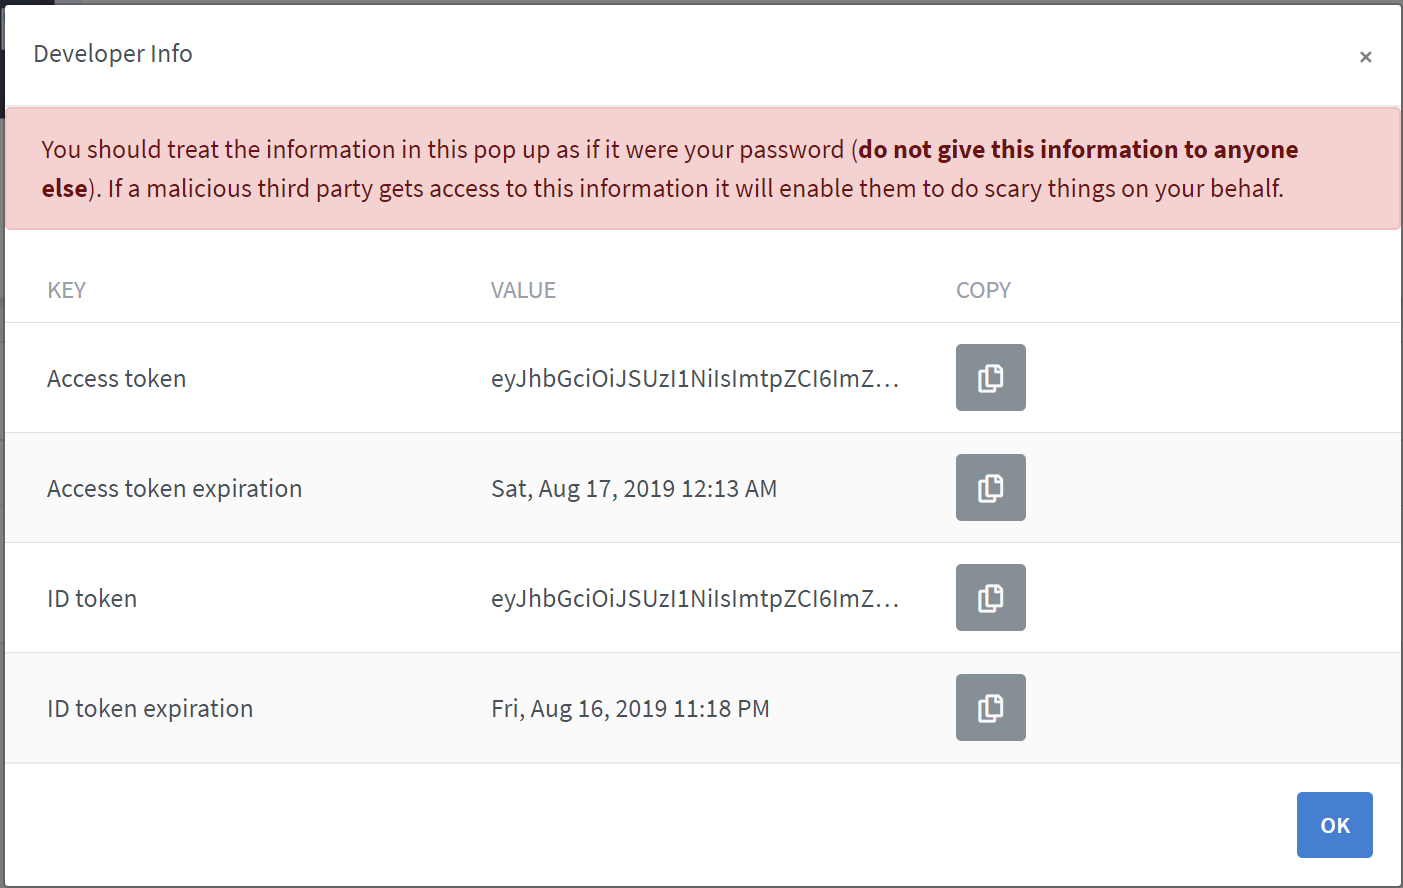 Developer Info
×
You should treat the information in this pop up as if it were your password (do not give this information to anyone
else). If a malicious third party gets access to this information it will enable them to do scary things on your behalf.
KEY VALUE COPY
Access token eyJhbGciOiJSUzI1NiIsImtpZCI6ImZ...
Access token expiration Sat, Aug 17, 2019 12:13 AM
ID token eyJhbGciOiJSUzI1NiIsImtpZCI6ImZ...
ID token expiration Fri, Aug 16, 2019 11:18 PM
OK